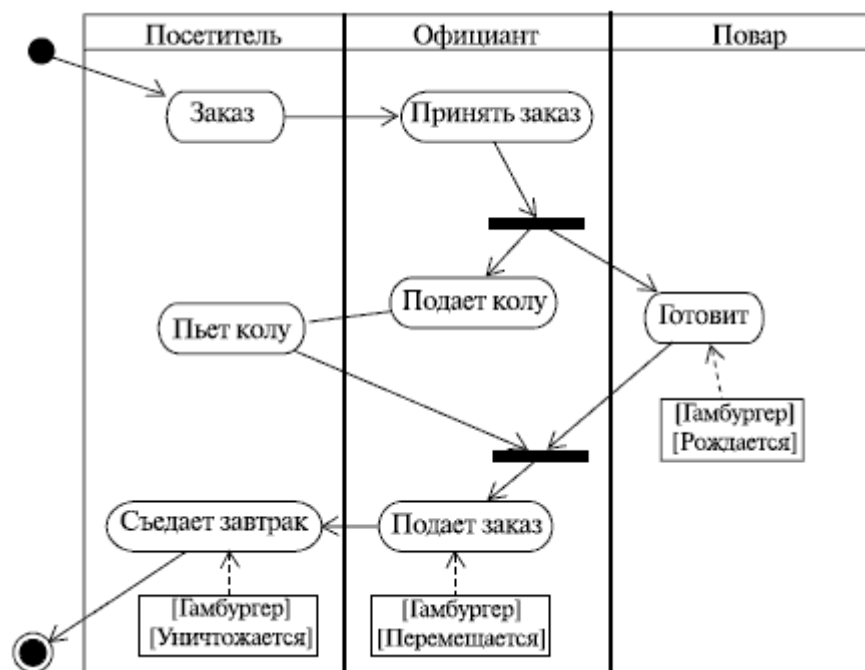 Посетитель
Официант
Повар
Заказ
Принять заказ
Подает колу
Пьет колу
Готовит
[Гамбургер]
[Рождается]
Съедает завтрак
Подает заказ
[Гамбургер]
[Уничтожается]
[Гамбургер]
[Перемещается]